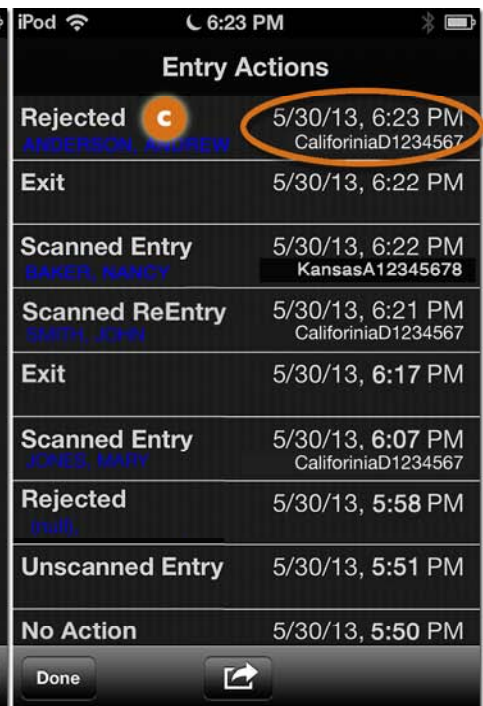 iPod 6:23 PM
Entry Actions
Rejected C 5/30/13, 6:23 PM
ANDERSON, ANDREW CaliforiniaD1234567
Exit 5/30/13, 6:22 PM
Scanned Entry 5/30/13, 6:22 PM
BAKER, NANCY KansasA12345678
Scanned ReEntry 5/30/13, 6:21 PM
SMITH, JOHN CaliforiniaD1234567
Exit 5/30/13, 6:17 PM
Scanned Entry 5/30/13, 6:07 PM
JONES, MARY CaliforiniaD1234567
Rejected 5/30/13, 5:58 PM
(null),
Unscanned Entry 5/30/13, 5:51 PM
No Action 5/30/13, 5:50 PM
Done